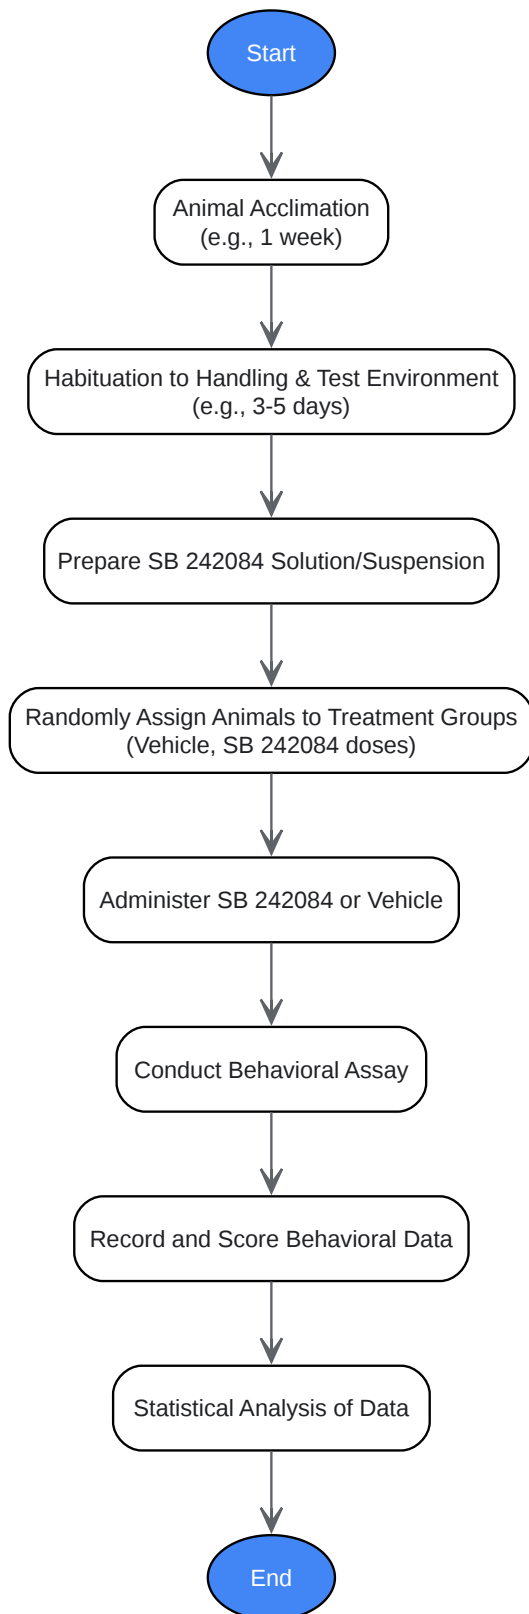 Start
Animal Acclimation
(e.g., 1 week)
Habituation to Handling & Test Environment
(e.g., 3-5 days)
Prepare SB 242084 Solution/Suspension
Randomly Assign Animals to Treatment Groups
(Vehicle, SB 242084 doses)
Administer SB 242084 or Vehicle
Conduct Behavioral Assay
Record and Score Behavioral Data
Statistical Analysis of Data
End